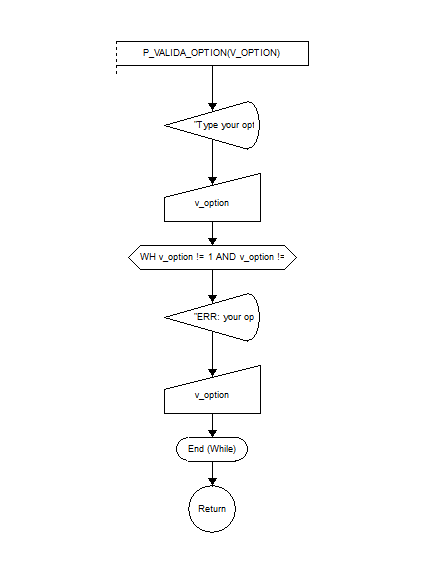 P_VALIDA_OPTION(V_OPTION)
"Type your opt
v_option
WH v_option != 1 AND v_option !=
"ERR: your op
v_option
End (While)
Return